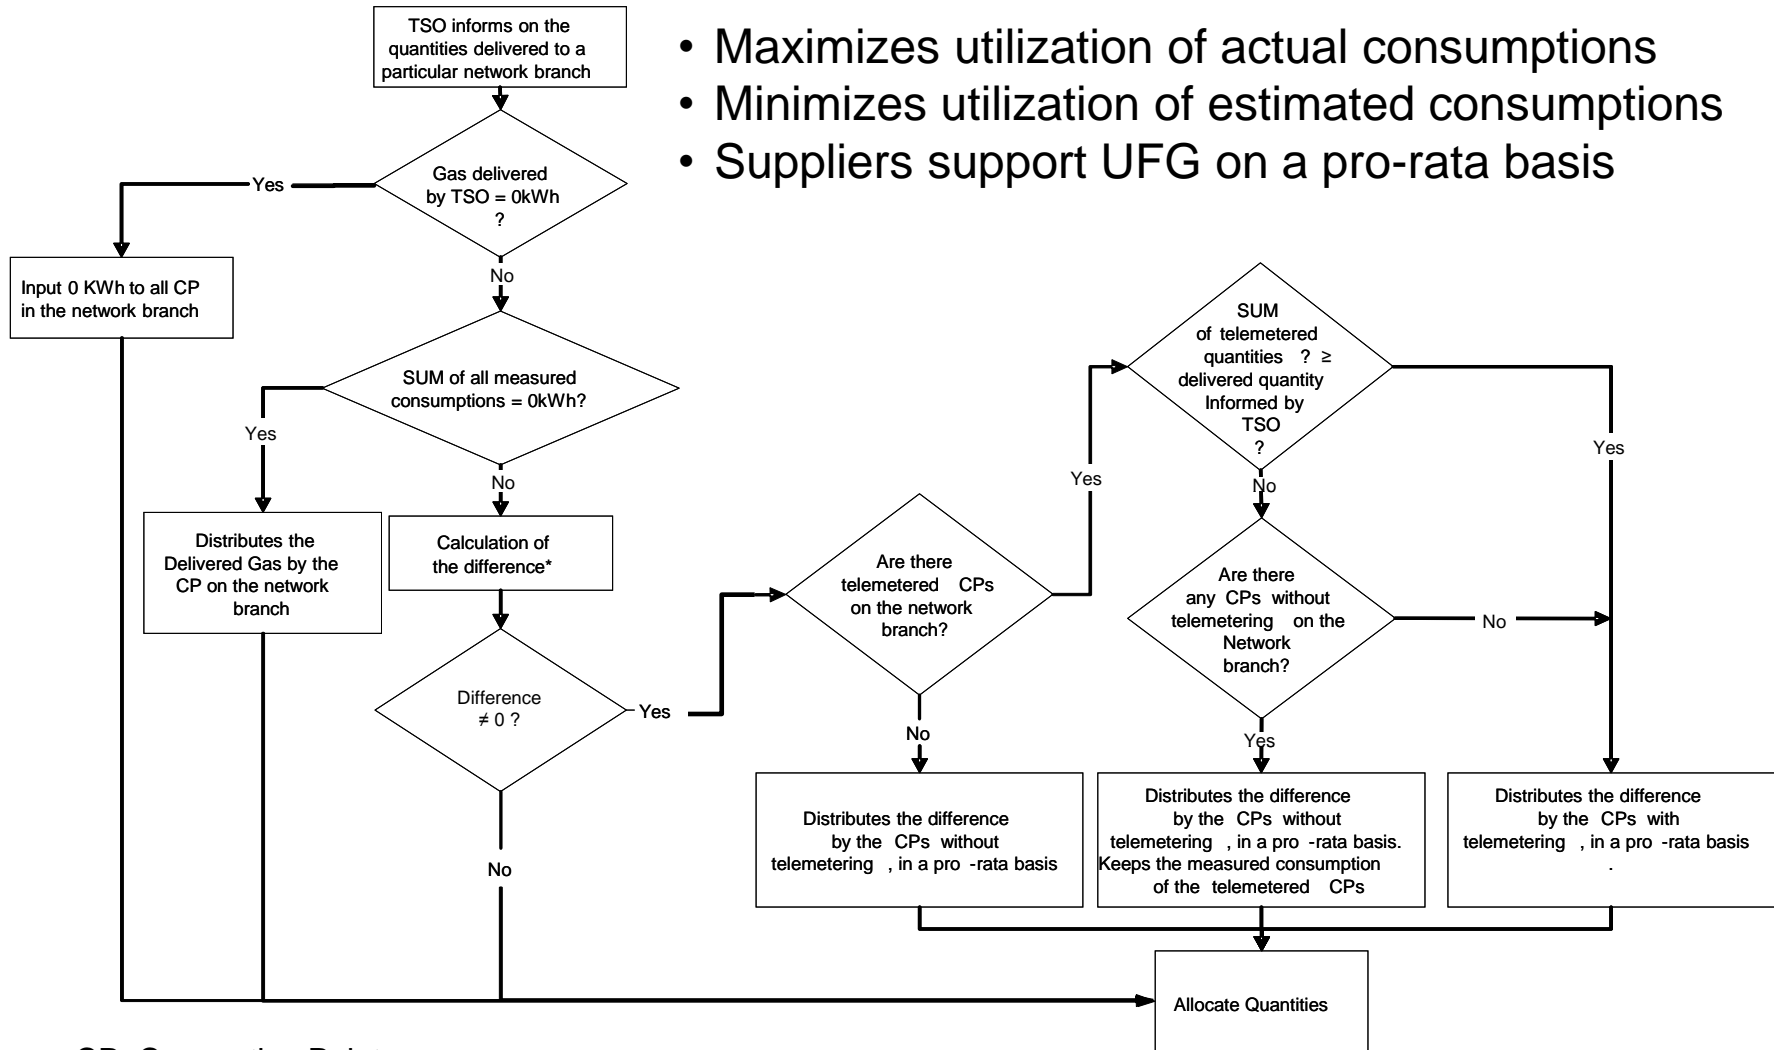 TSO informs on the
quantities delivered to a
particular network branch
• Maximizes utilization of actual consumptions
• Minimizes utilization of estimated consumptions
• Suppliers support UFG on a pro-rata basis
Gas delivered
by TSO = 0kWh
?
Yes
No
Input 0 KWh to all CP
in the network branch
SUM of all measured
consumptions = 0kWh?
Yes
No
Distributes the
Delivered Gas by the
CP on the network
branch
Calculation of
the difference*
Difference
≠ 0 ?
Yes
No
Are there
telemetered CPs
on the network
branch?
Yes
No
SUM
of telemetered
quantities ? ≥
delivered quantity
Informed by
TSO
?
Yes
No
Are there
any CPs without
telemetering on the
Network
branch?
No
Yes
Distributes the difference
by the CPs without
telemetering , in a pro -rata basis
Distributes the difference
by the CPs without
telemetering , in a pro -rata basis.
Keeps the measured consumption
of the telemetered CPs
Distributes the difference
by the CPs with
telemetering , in a pro -rata basis
.
Allocate Quantities